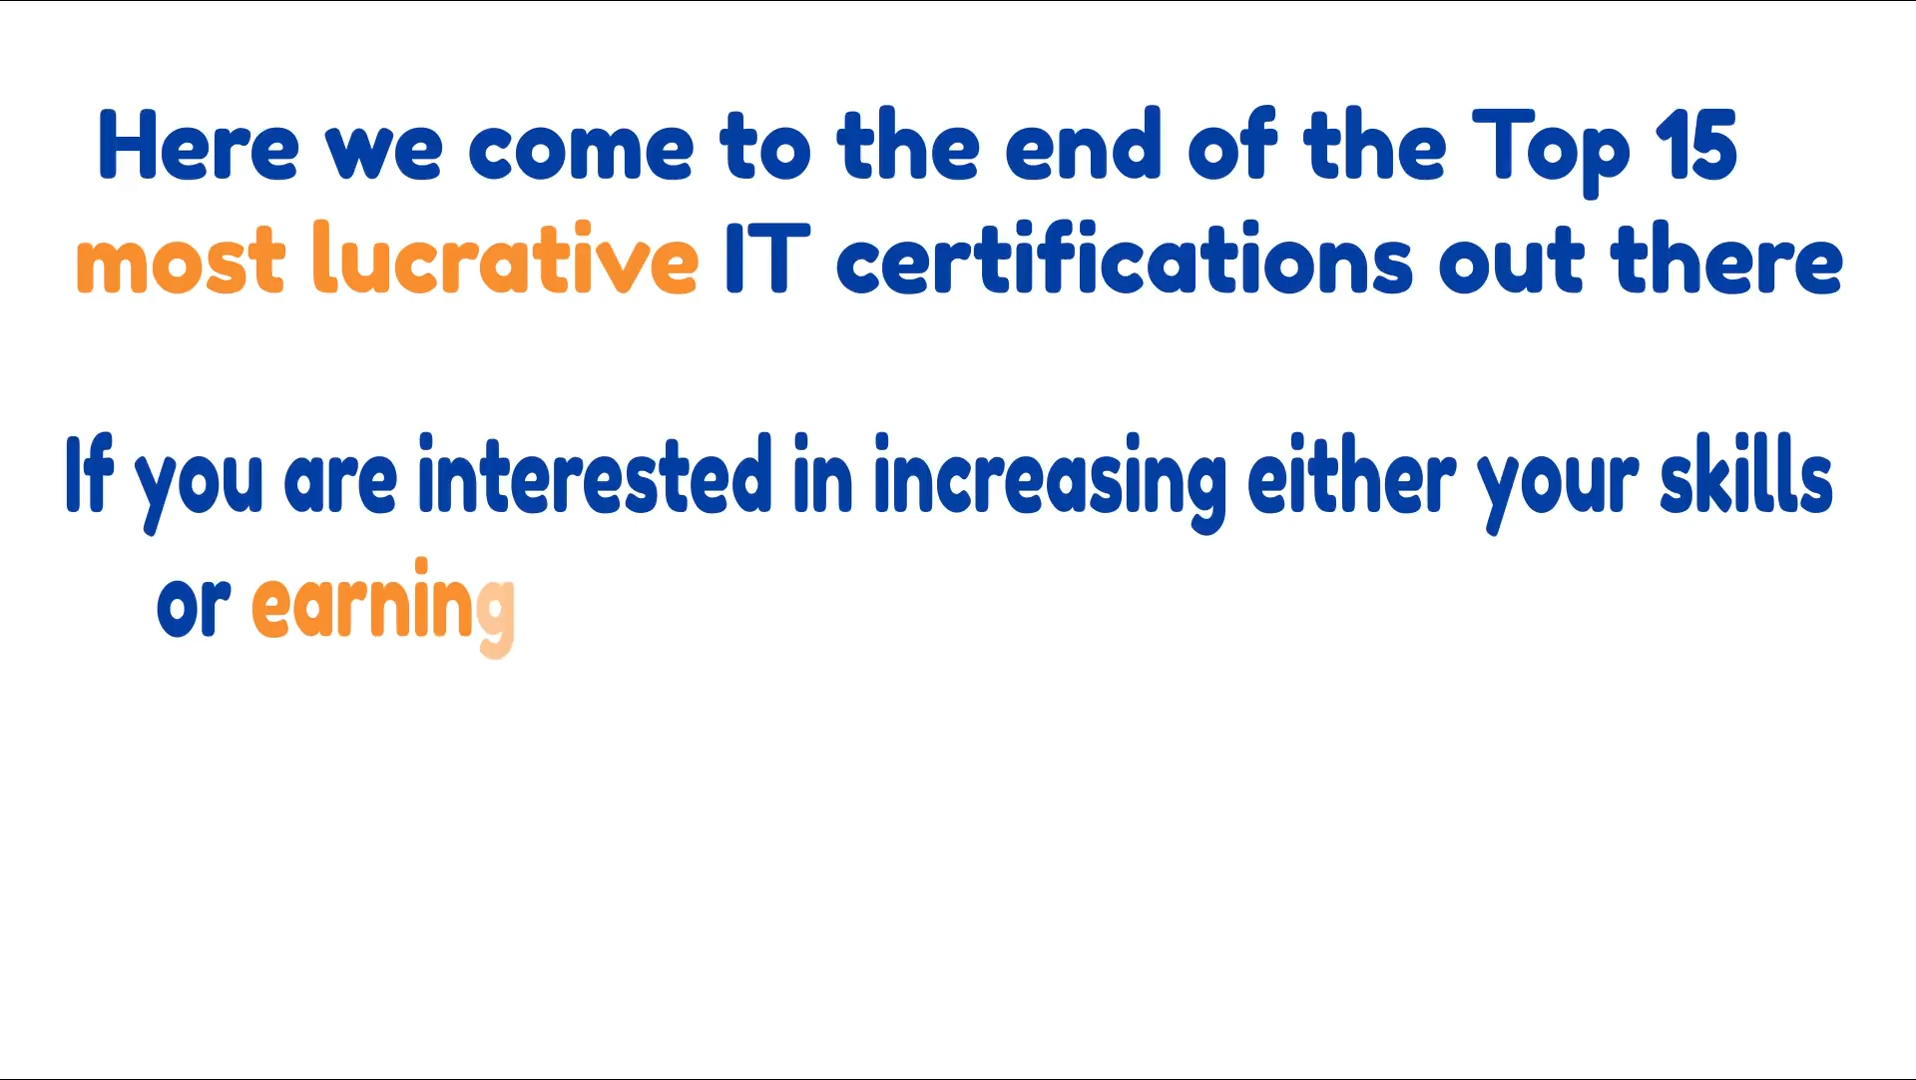 Here we come to the end of the Top 15
most lucrative IT certifications out there
If you are interested in increasing either your skills
or earning